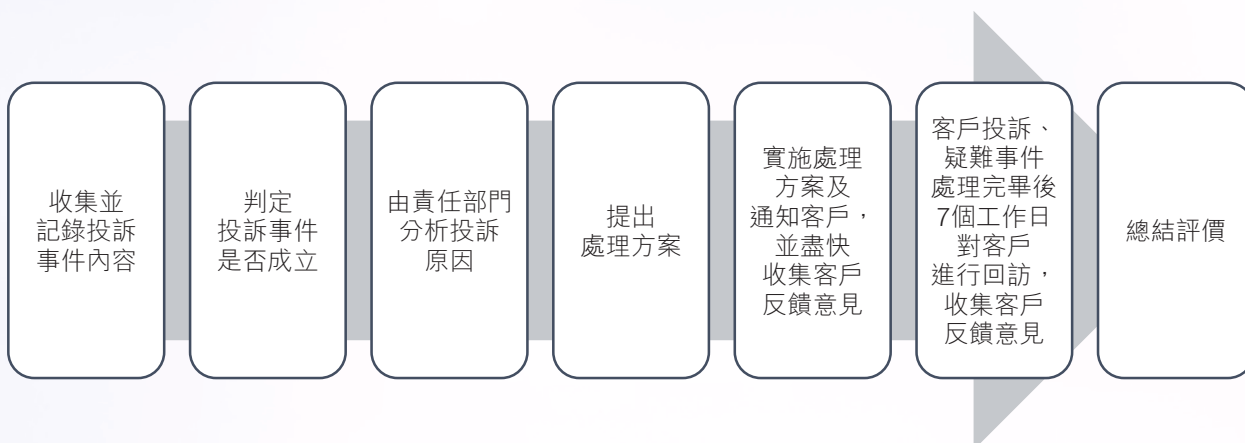 收集並
記錄投訴
事件內容
判定
投訴事件
是否成立
由責任部門
分析投訴
原因
提出
處理方案
實施處理
方案及
通知客戶，
並盡快
收集客戶
反饋意見
客戶投訴、
疑難事件
處理完畢後
7個工作日
對客戶
進行回訪，
收集客戶
反饋意見
總結評價